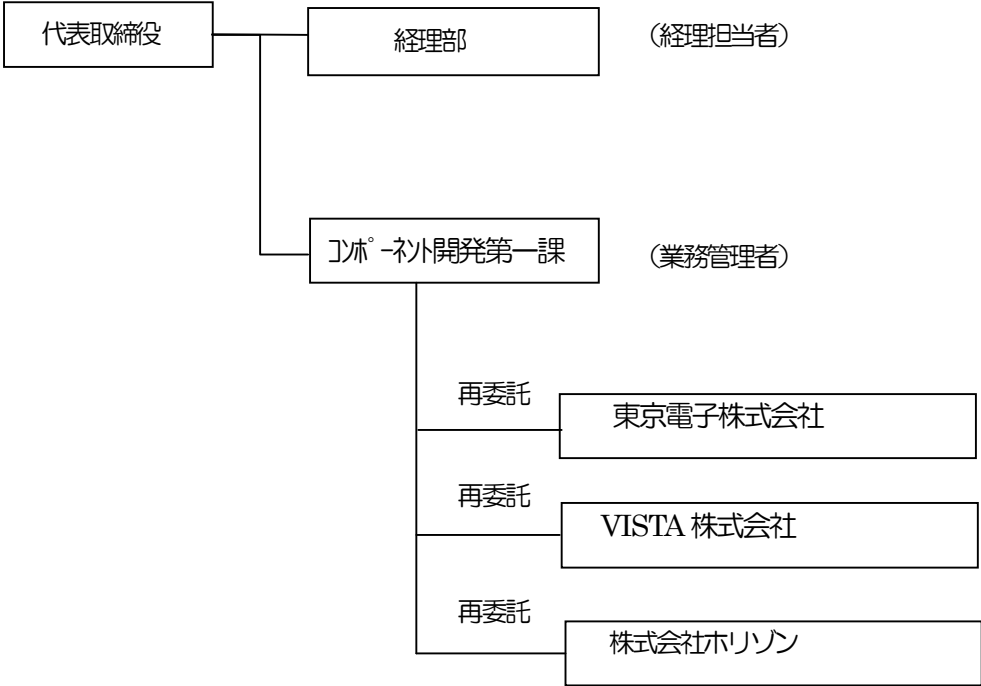 代表取締役
経理部
（経理担当者）
ｺﾝﾎﾟｰﾈﾝﾄ開発第一課
（業務管理者）
再委託
東京電子株式会社
再委託
VISTA 株式会社
再委託
株式会社ホリゾン